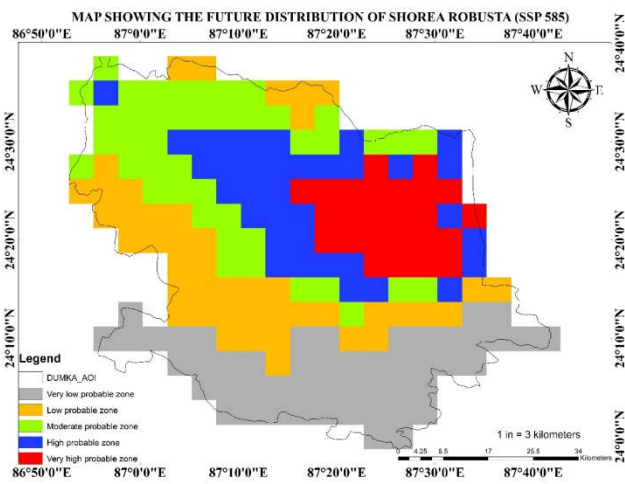 MAP SHOWING THE FUTURE DISTRIBUTION OF SHOREA ROBUSTA (SSP 585)
86°50'0"E 87°0'0"E 87°10'0"E 87°20'0"E 87°30'0"E 87°40'0"E
24°40'0"N
24°30'0"N 24°30'0"N
24°20'0"N 24°20'0"N
24°10'0"N 24°10'0"N
24°0'0"N
N
W E
S
Legend
DUMKA_AOI
Very low probable zone
Low probable zone
Moderate probable zone
High probable zone
Very high probable zone
1 in = 3 kilometers
0 4.25 8.5 17 25.5 34
Kilometers
86°50'0"E 87°0'0"E 87°10'0"E 87°20'0"E 87°30'0"E 87°40'0"E